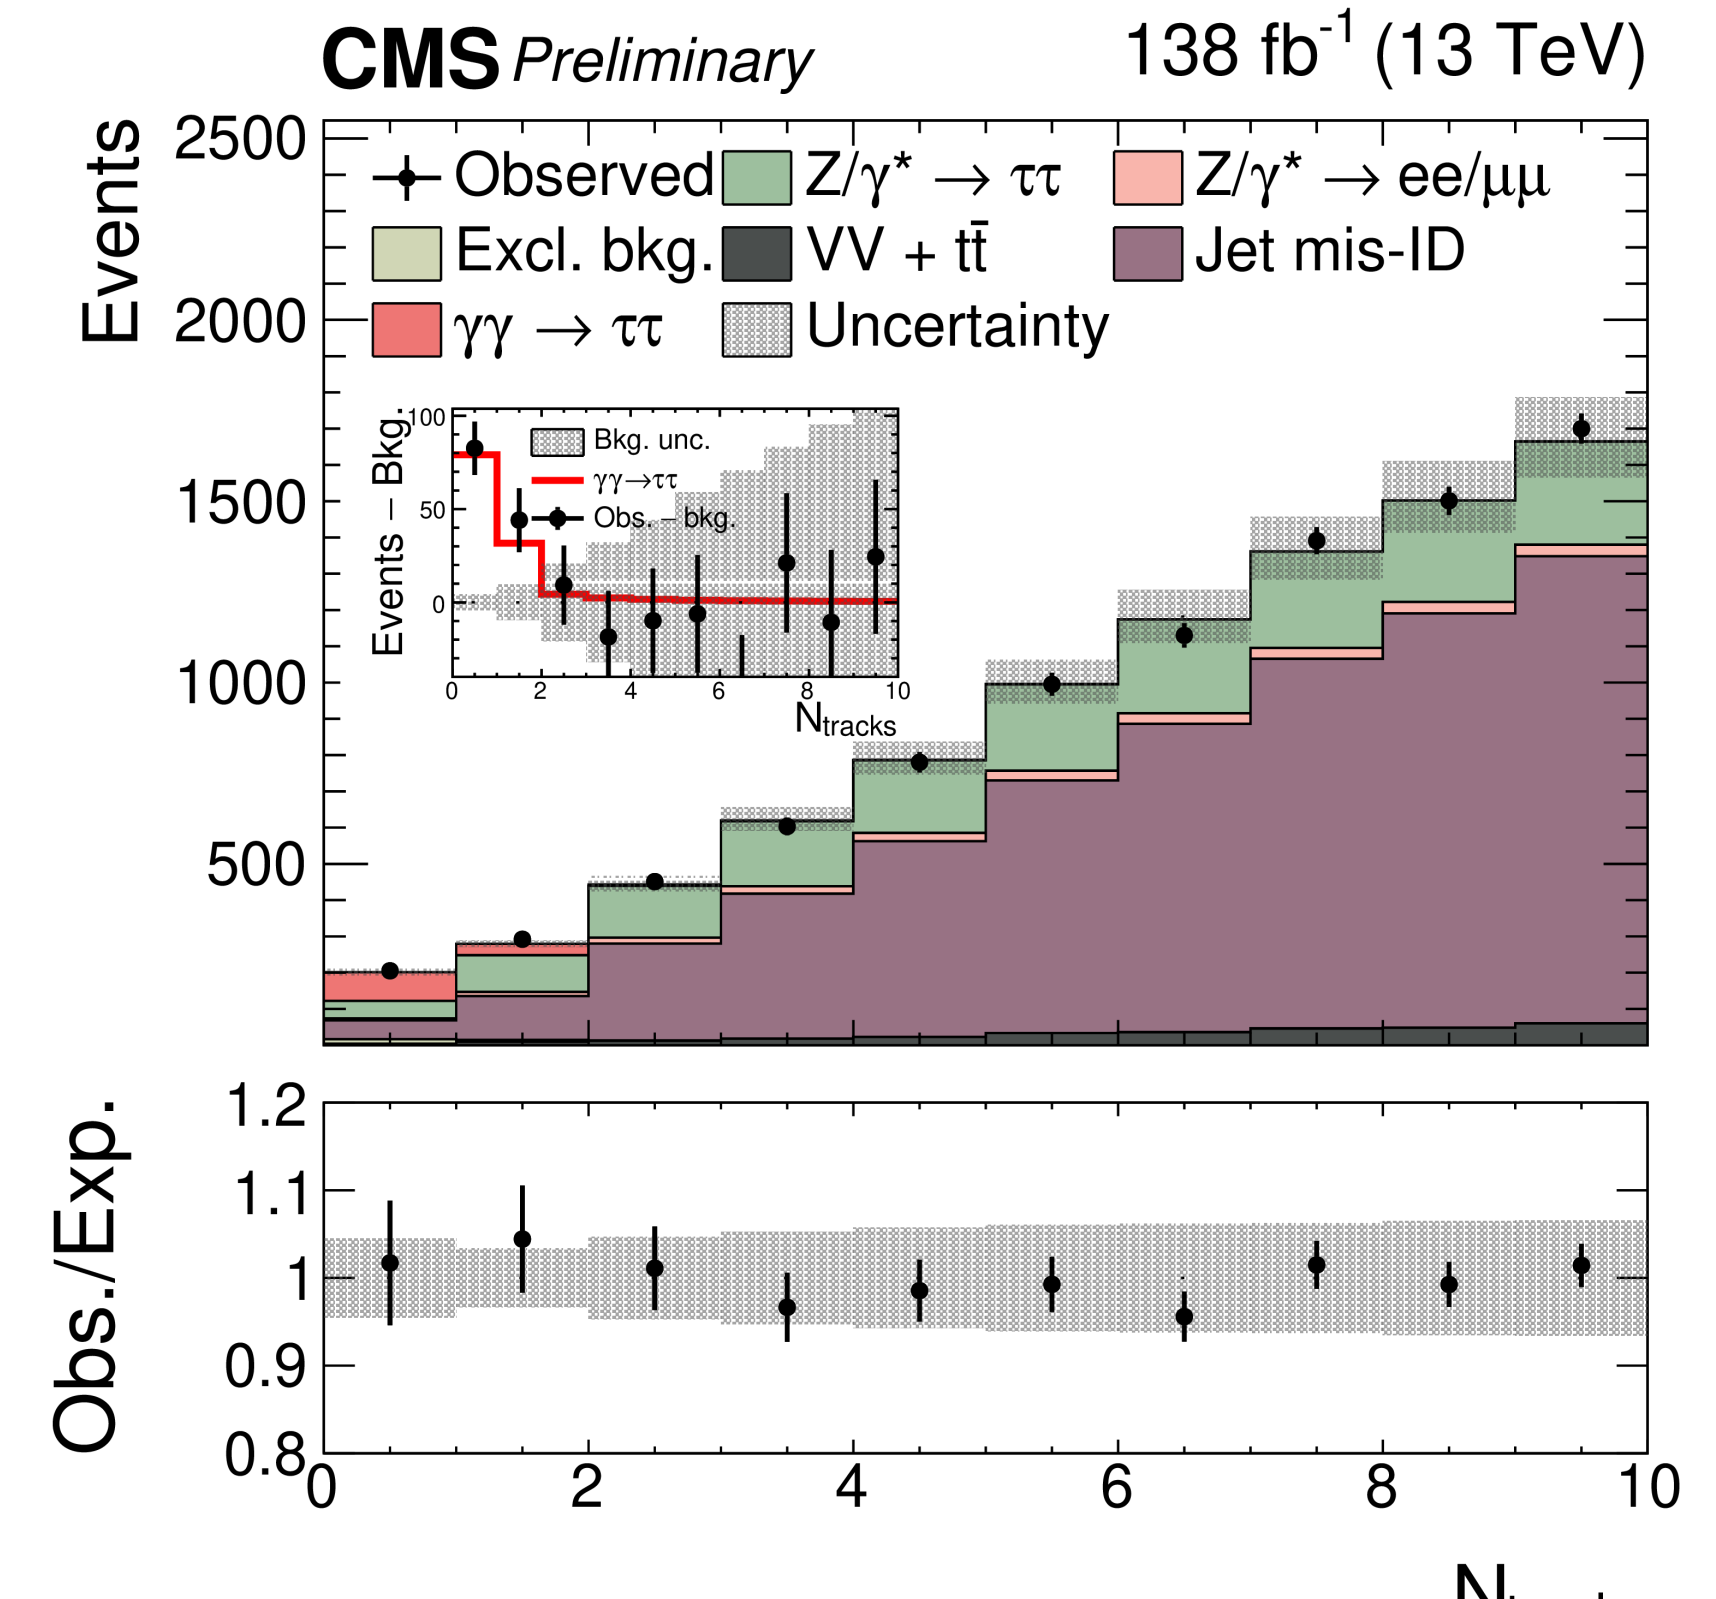 CMS Preliminary 138 fb⁻¹ (13 TeV)
Events
2500
2000
1500
1000
500
Observed Z/γ* → ττ Z/γ* → ee/μμ
Excl. bkg. VV + tt̄ Jet mis-ID
γγ → ττ Uncertainty
Events – Bkg.
100
50
0
Bkg. unc.
γγ→ττ
Obs. – bkg.
0 2 4 6 8 10
Ntracks
Obs./Exp.
1.2
1.1
1
0.9
0.8
0 2 4 6 8 10